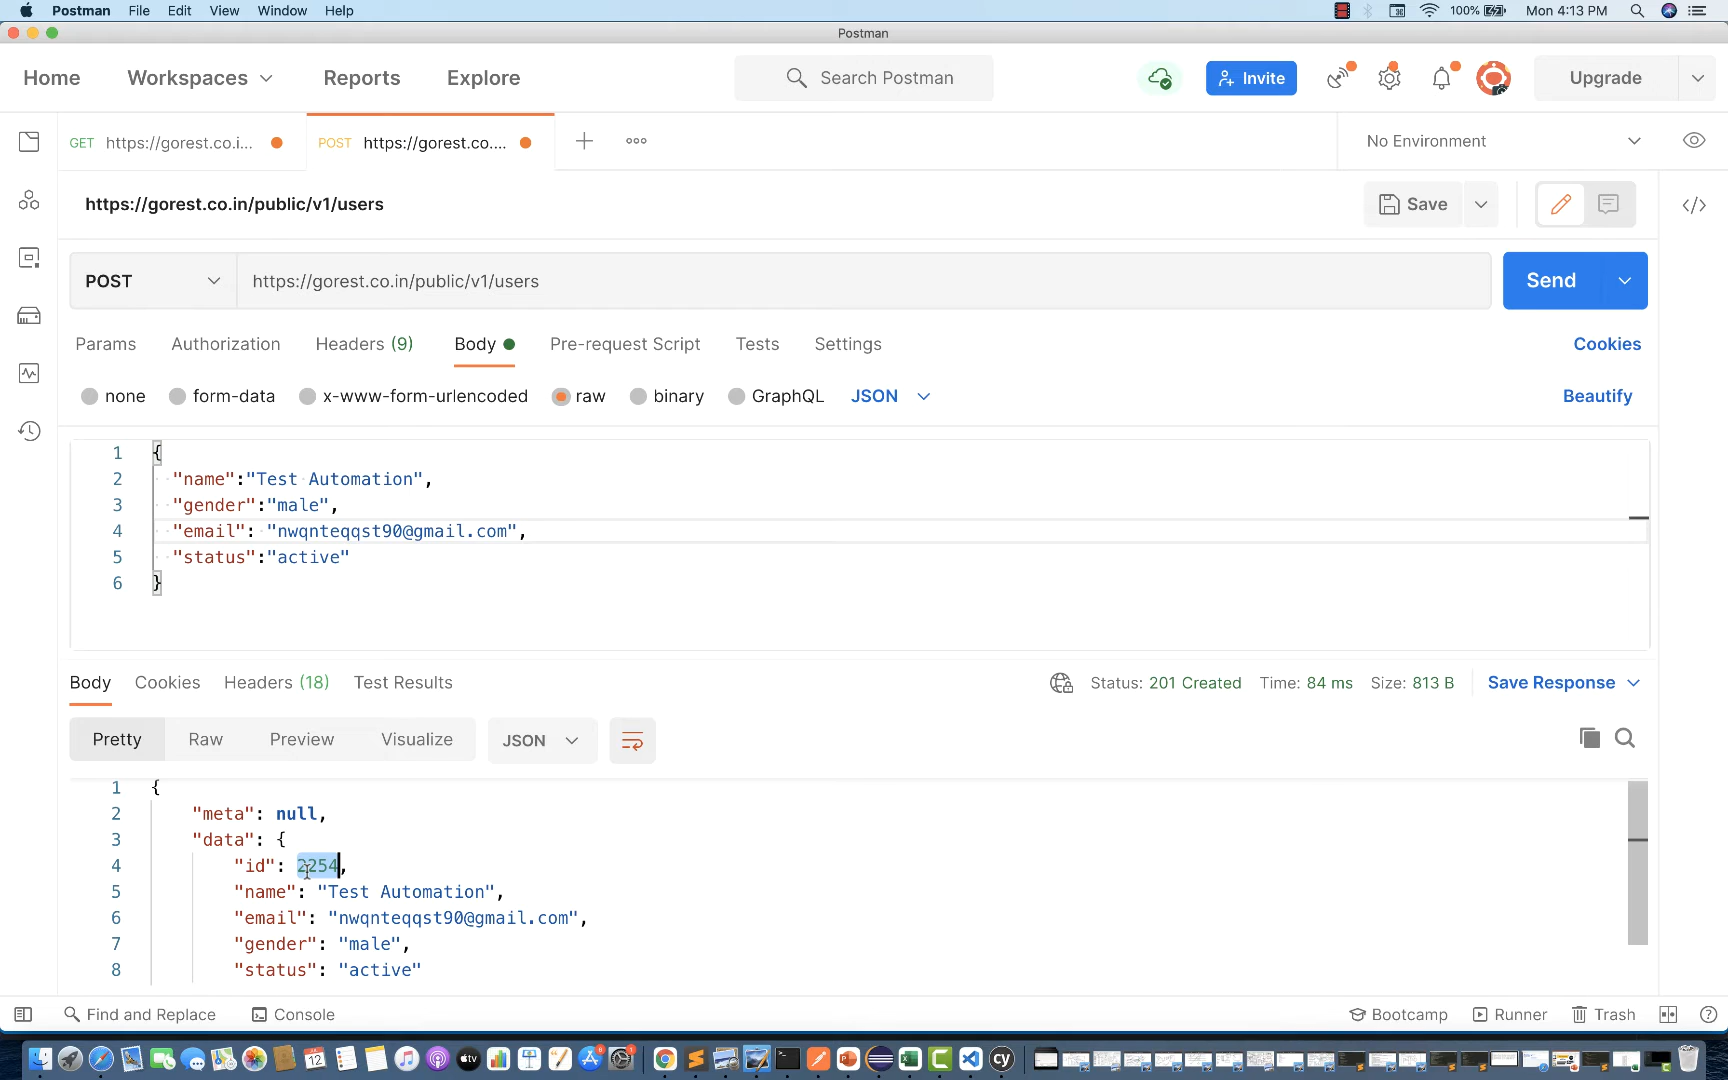 Postman File Edit View Window Help 100% Mon 4:13 PM
Postman
Home Workspaces Reports Explore Search Postman Invite Upgrade
GET https://gorest.co.i... POST https://gorest.co.... No Environment
https://gorest.co.in/public/v1/users Save
POST https://gorest.co.in/public/v1/users Send
Params Authorization Headers (9) Body Pre-request Script Tests Settings Cookies
none form-data x-www-form-urlencoded raw binary GraphQL JSON Beautify
1 {
2 "name":"Test Automation",
3 "gender":"male",
4 "email": "nwqnteqqst90@gmail.com",
5 "status":"active"
6 }
Body Cookies Headers (18) Test Results Status: 201 Created Time: 84 ms Size: 813 B Save Response
Pretty Raw Preview Visualize JSON
1 {
2 "meta": null,
3 "data": {
4 "id": 2254,
5 "name": "Test Automation",
6 "email": "nwqnteqqst90@gmail.com",
7 "gender": "male",
8 "status": "active"
Find and Replace Console Bootcamp Runner Trash
12 tv cy